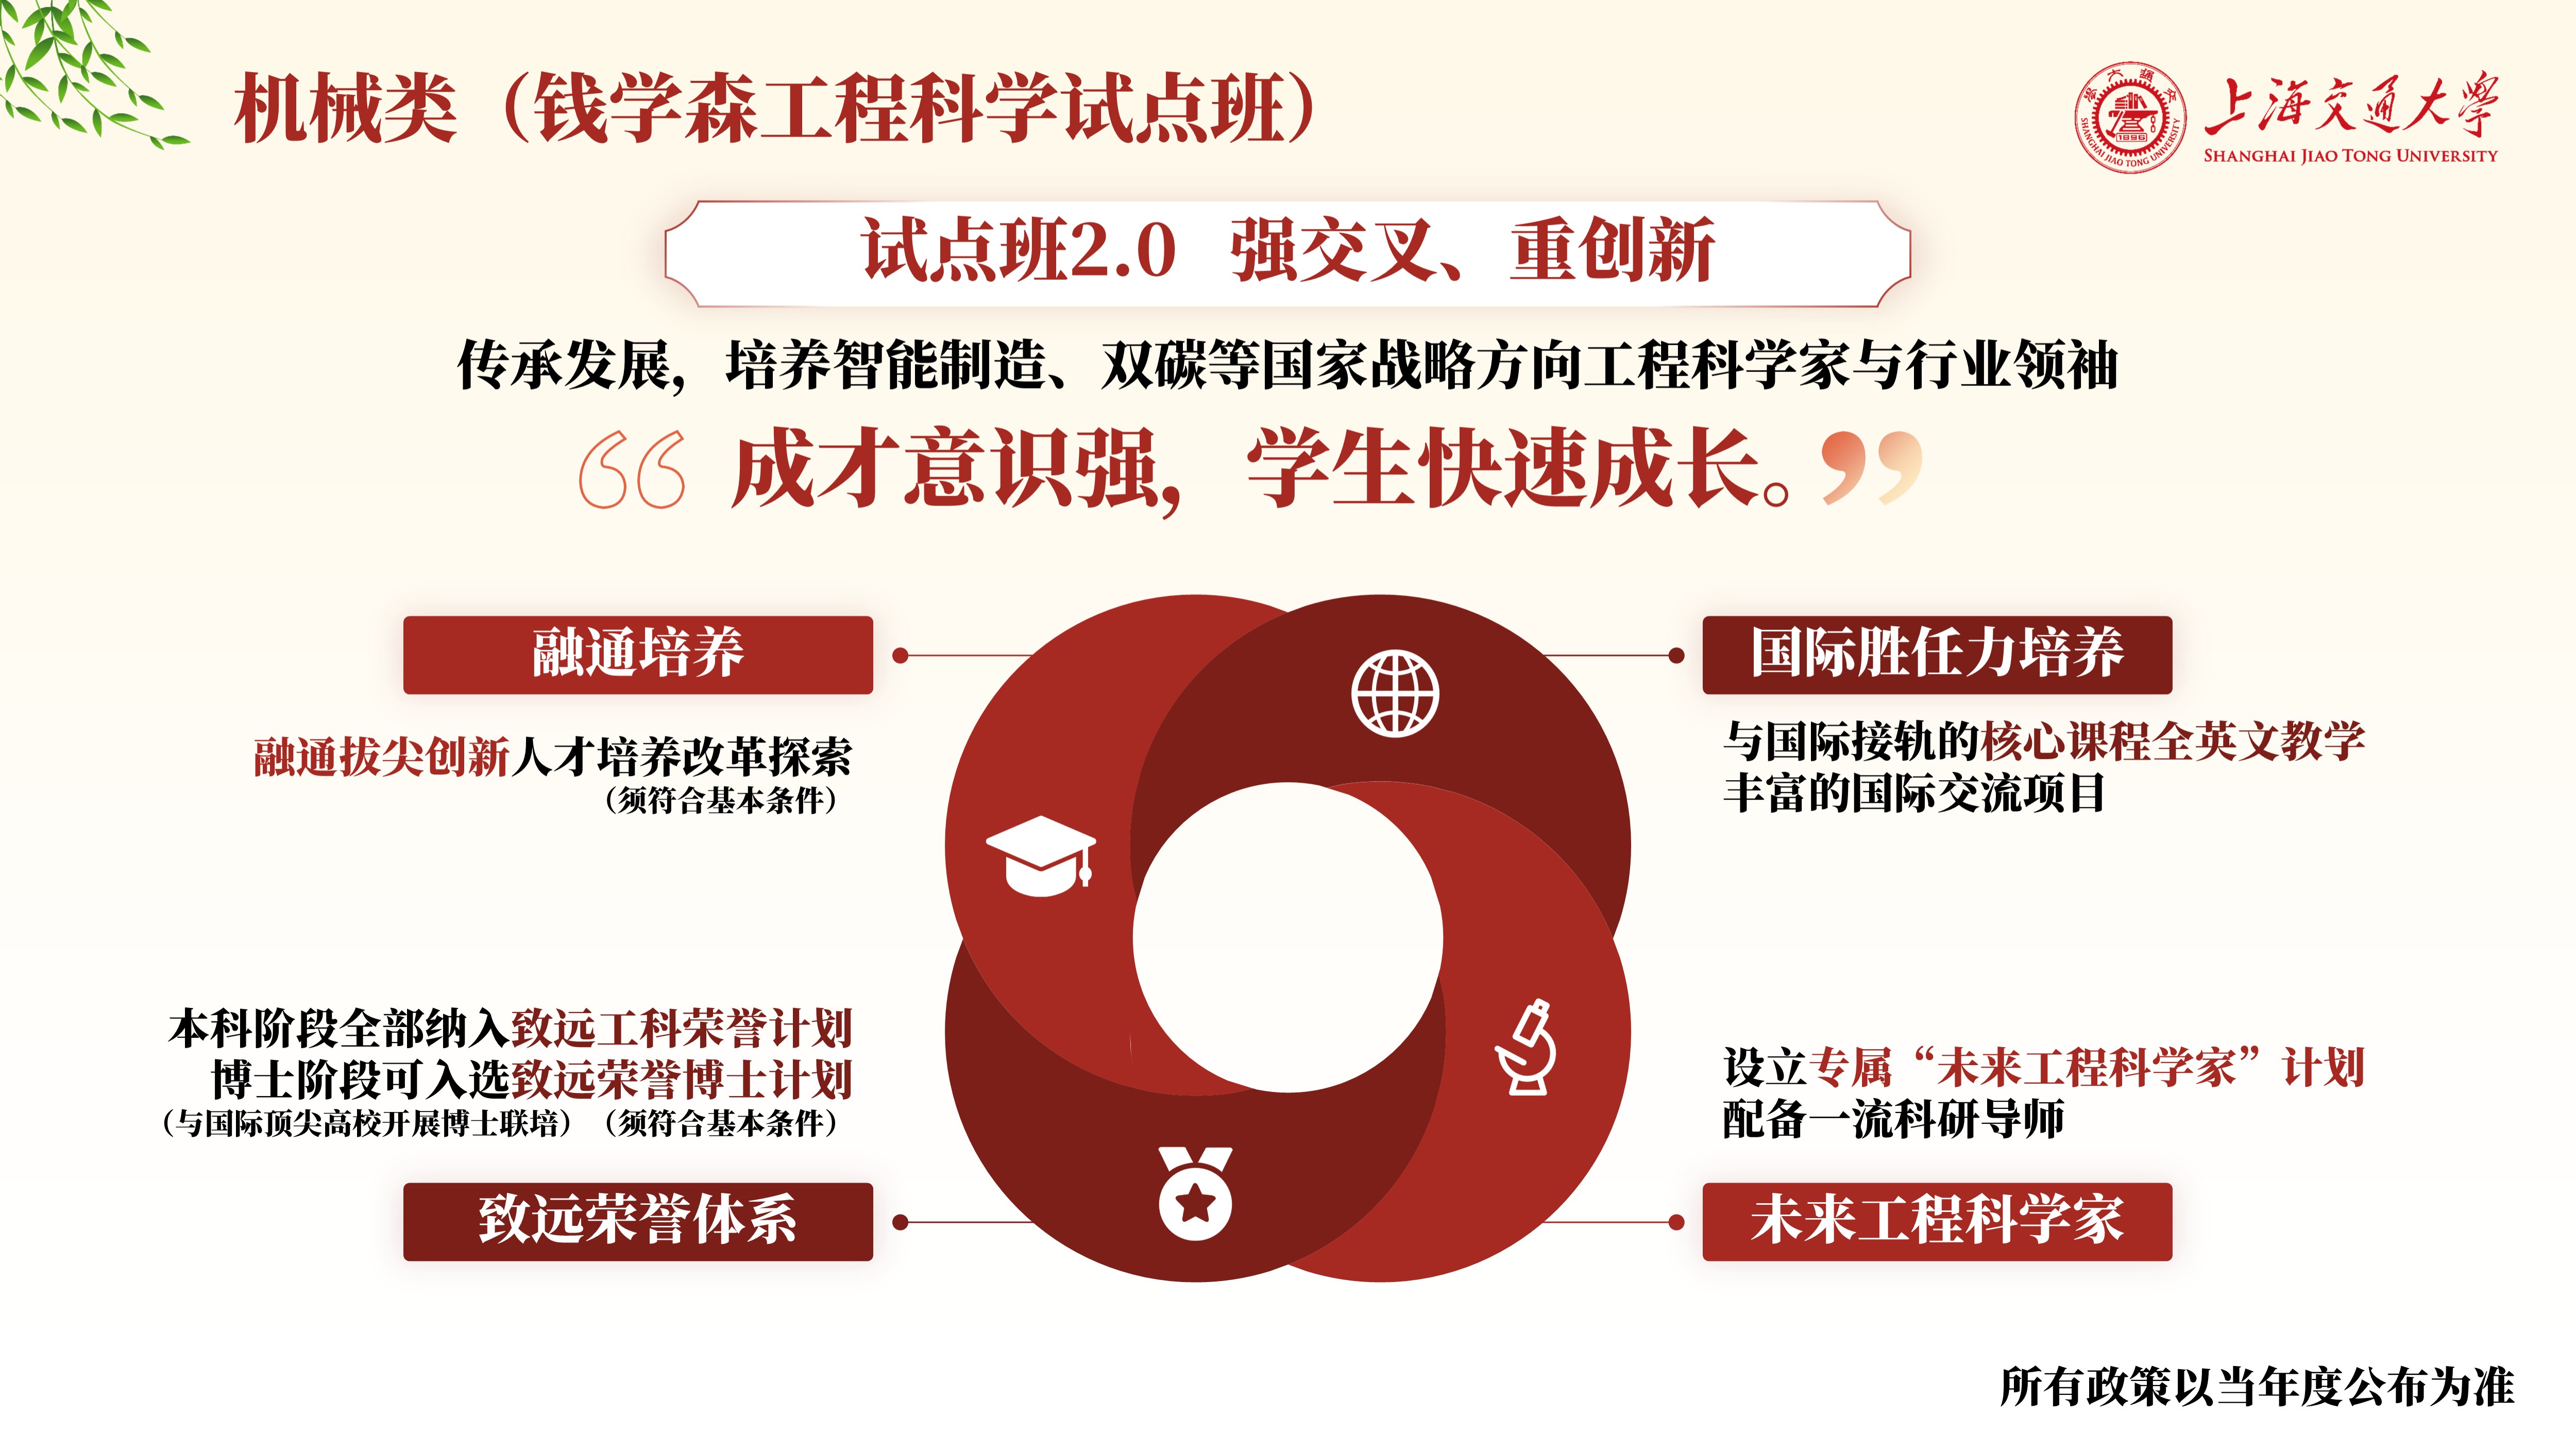 机械类（钱学森工程科学试点班）
上海交通大學
SHANGHAI JIAO TONG UNIVERSITY
SHANGHAI JIAO TONG UNIVERSITY
1896
试点班2.0 强交叉、重创新
传承发展，培养智能制造、双碳等国家战略方向工程科学家与行业领袖
“成才意识强，学生快速成长。”
融通培养
融通拔尖创新人才培养改革探索
（须符合基本条件）
国际胜任力培养
与国际接轨的核心课程全英文教学
丰富的国际交流项目
本科阶段全部纳入致远工科荣誉计划
博士阶段可入选致远荣誉博士计划
（与国际顶尖高校开展博士联培）（须符合基本条件）
致远荣誉体系
设立专属“未来工程科学家”计划
配备一流科研导师
未来工程科学家
所有政策以当年度公布为准